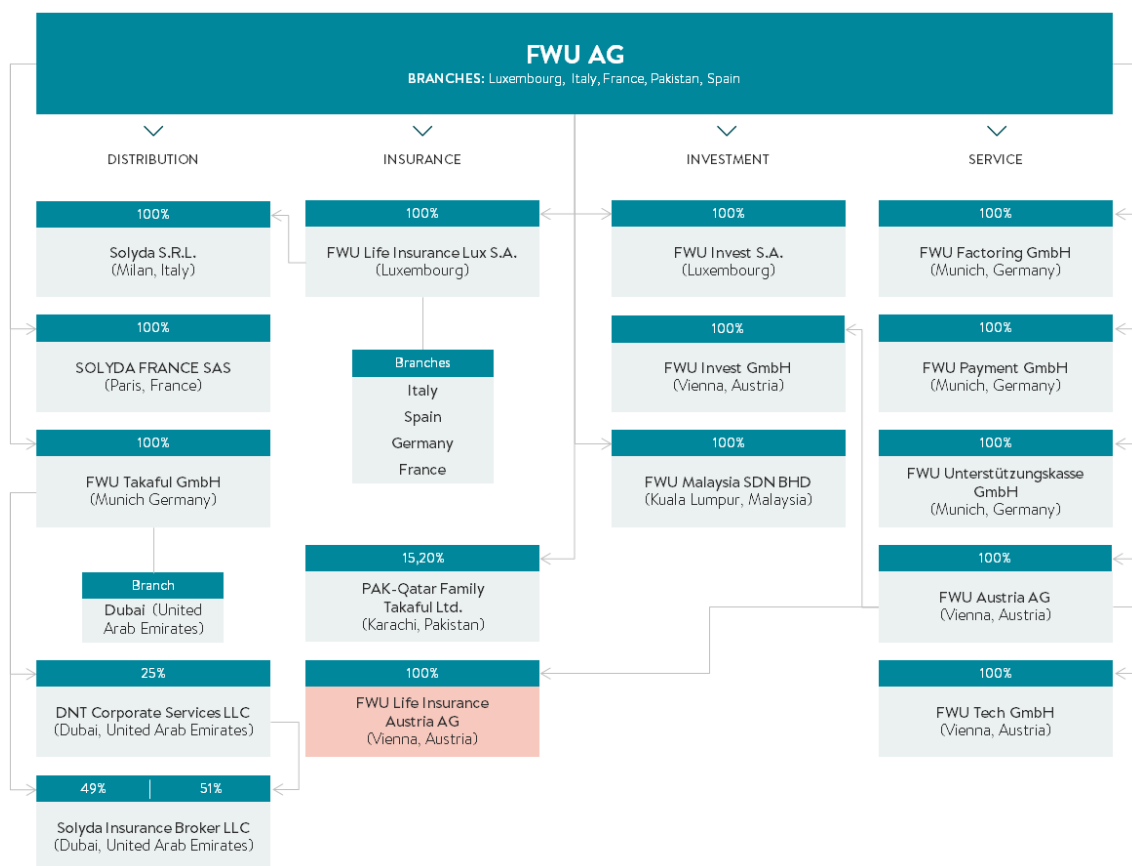 FWU AG
BRANCHES: Luxembourg, Italy, France, Pakistan, Spain
DISTRIBUTION
100%
Solyda S.R.L.
(Milan, Italy)
100%
SOLYDA FRANCE SAS
(Paris, France)
100%
FWU Takaful GmbH
(Munich Germany)
Branch
Dubai (United
Arab Emirates)
25%
DNT Corporate Services LLC
(Dubai, United Arab Emirates)
49%
51%
Solyda Insurance Broker LLC
(Dubai, United Arab Emirates)
INSURANCE
100%
FWU Life Insurance Lux S.A.
(Luxembourg)
Branches
Italy
Spain
Germany
France
15,20%
PAK-Qatar Family
Takaful Ltd.
(Karachi, Pakistan)
100%
FWU Life Insurance
Austria AG
(Vienna, Austria)
INVESTMENT
100%
FWU Invest S.A.
(Luxembourg)
100%
FWU Invest GmbH
(Vienna, Austria)
100%
FWU Malaysia SDN BHD
(Kuala Lumpur, Malaysia)
SERVICE
100%
FWU Factoring GmbH
(Munich, Germany)
100%
FWU Payment GmbH
(Munich, Germany)
100%
FWU Unterstützungskasse
GmbH
(Munich, Germany)
100%
FWU Austria AG
(Vienna, Austria)
100%
FWU Tech GmbH
(Vienna, Austria)